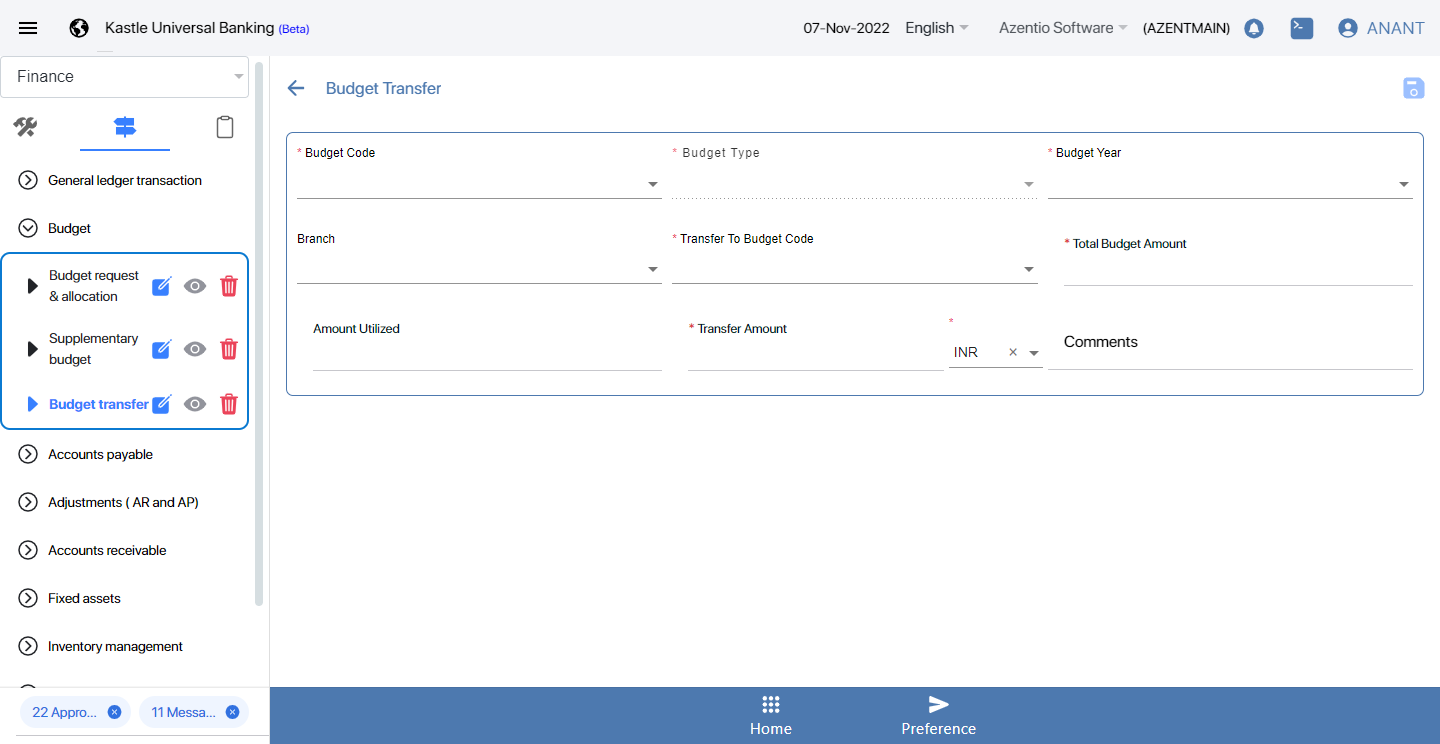 Kastle Universal Banking (Beta)
07-Nov-2022 English Azentio Software (AZENTMAIN) ANANT
Finance
General ledger transaction
Budget
Budget request
& allocation
Supplementary
budget
Budget transfer
Accounts payable
Adjustments ( AR and AP)
Accounts receivable
Fixed assets
Inventory management
22 Appro... 11 Messa...
Budget Transfer
* Budget Code * Budget Type * Budget Year
Branch * Transfer To Budget Code * Total Budget Amount
Amount Utilized * Transfer Amount * INR × Comments
Home Preference